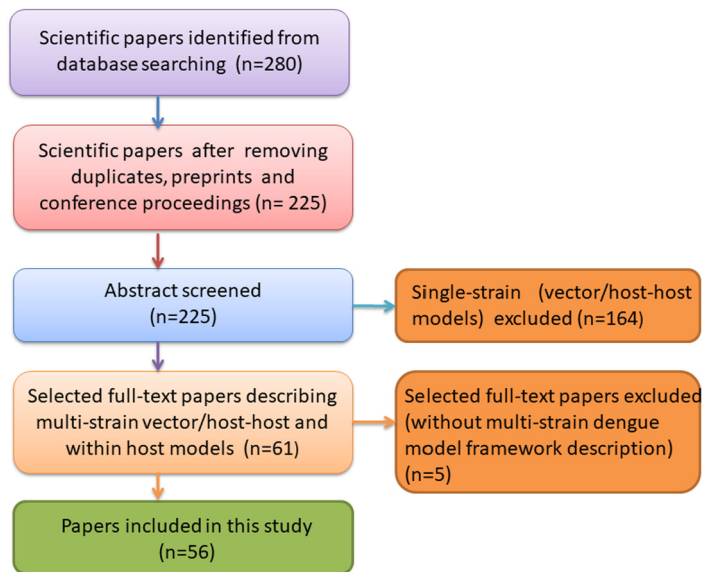 Scientific papers identified from
database searching (n=280)
Scientific papers after removing
duplicates, preprints and
conference proceedings (n= 225)
Abstract screened
(n=225)
Single-strain (vector/host-host
models) excluded (n=164)
Selected full-text papers describing
multi-strain vector/host-host and
within host models (n=61)
Selected full-text papers excluded
(without multi-strain dengue
model framework description)
(n=5)
Papers included in this study
(n=56)